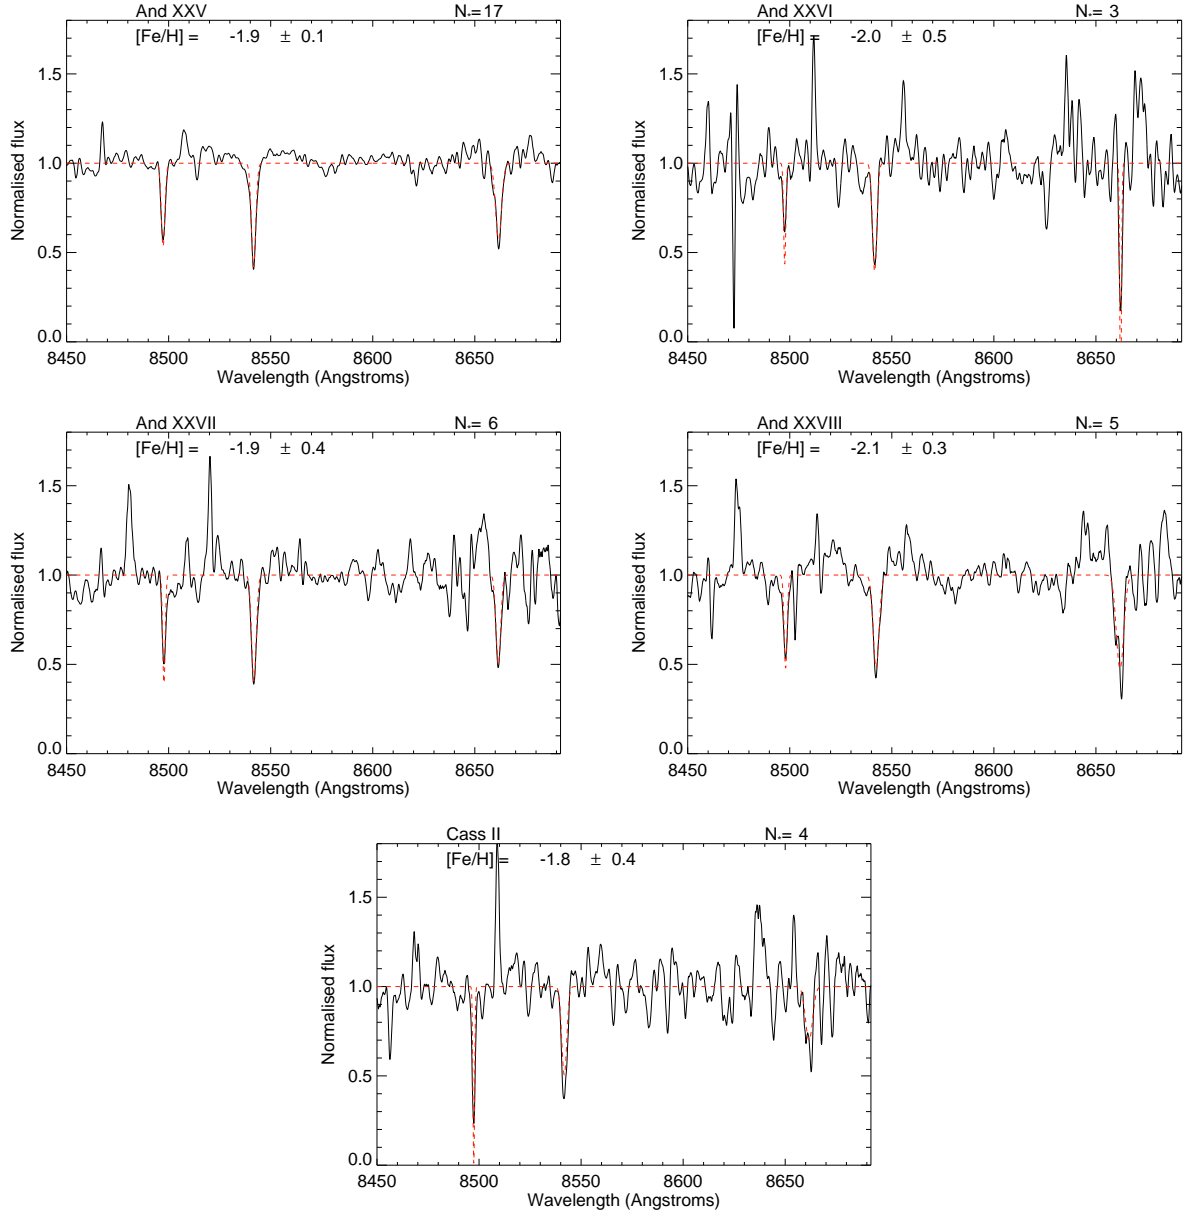 And XXV N*= 17
[Fe/H] = -1.9 ± 0.1
Normalised flux
1.5
1.0
0.5
0.0
8450 8500 8550 8600 8650
Wavelength (Angstroms)
And XXVI N*= 3
[Fe/H] = -2.0 ± 0.5
Normalised flux
1.5
1.0
0.5
0.0
8450 8500 8550 8600 8650
Wavelength (Angstroms)
And XXVII N*= 6
[Fe/H] = -1.9 ± 0.4
Normalised flux
1.5
1.0
0.5
0.0
8450 8500 8550 8600 8650
Wavelength (Angstroms)
And XXVIII N*= 5
[Fe/H] = -2.1 ± 0.3
Normalised flux
1.5
1.0
0.5
0.0
8450 8500 8550 8600 8650
Wavelength (Angstroms)
Cass II N*= 4
[Fe/H] = -1.8 ± 0.4
Normalised flux
1.5
1.0
0.5
0.0
8450 8500 8550 8600 8650
Wavelength (Angstroms)